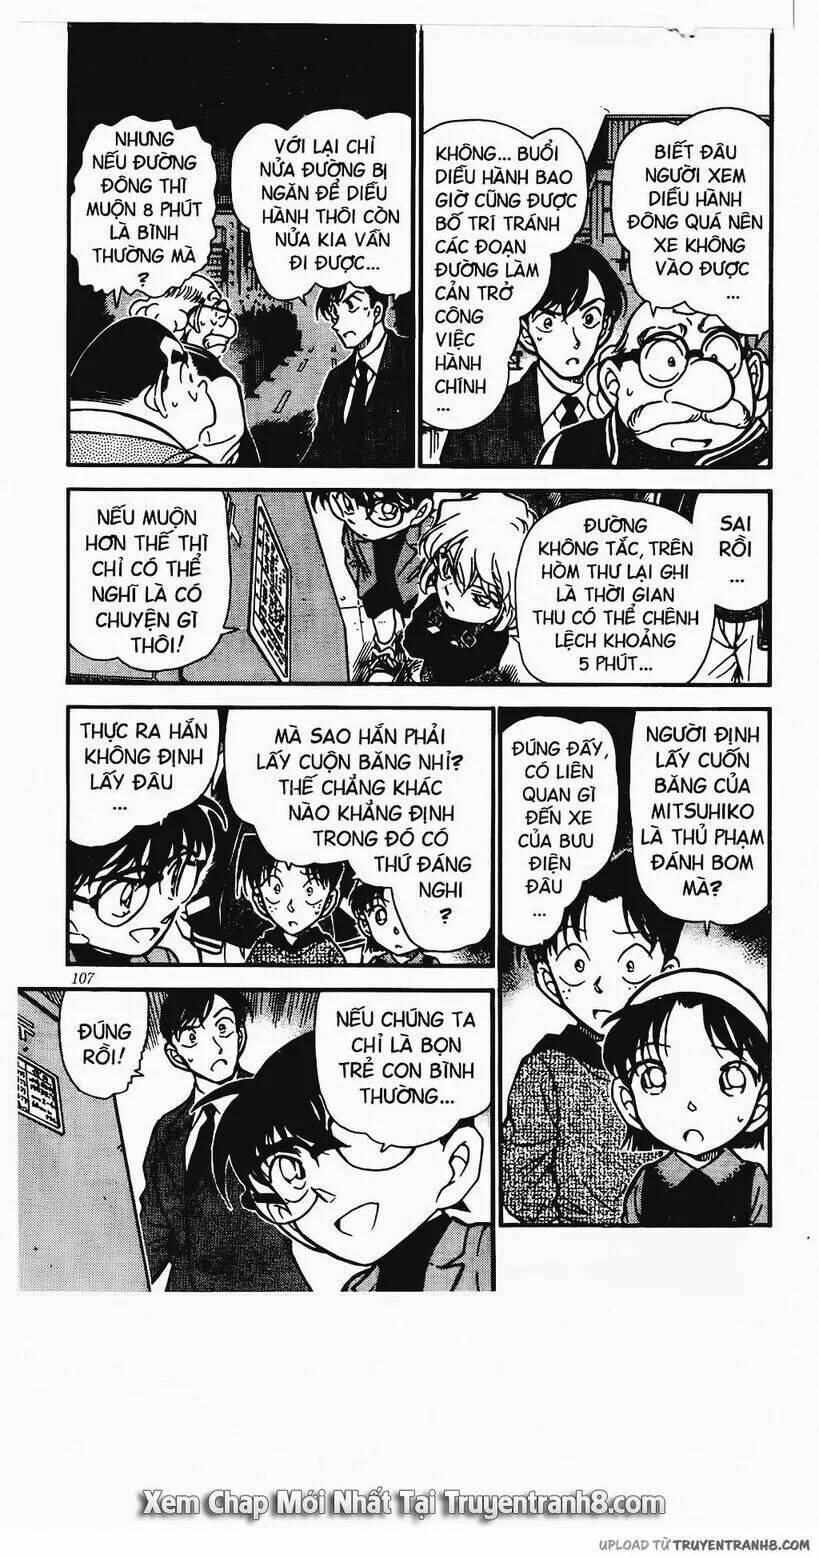 BIẾT ĐÂU
NGƯỜI XEM
DIỄU HÀNH
ĐÔNG QUÁ NÊN
XE KHÔNG
VÀO ĐƯỢC
...
KHÔNG... BUỔI
DIỄU HÀNH BAO
GIỜ CŨNG ĐƯỢC
BỐ TRÍ TRÁNH
CÁC ĐOẠN
ĐƯỜNG LÀM
CẢN TRỞ
CÔNG
VIỆC
HÀNH
CHÍNH
...
VỚI LẠI CHỈ
NỬA ĐƯỜNG BỊ
NGĂN ĐỂ DIỄU
HÀNH THÔI CÒN
NỬA KIA VẪN
ĐI ĐƯỢC...
NHƯNG
NẾU ĐƯỜNG
ĐÔNG THÌ
MUỘN 8 PHÚT
LÀ BÌNH
THƯỜNG MÀ
?
SAI
RỒI
...
ĐƯỜNG
KHÔNG TẮC, TRÊN
HÒM THƯ LẠI GHI
LÀ THỜI GIAN
THU CÓ THỂ CHÊNH
LỆCH KHOẢNG
5 PHÚT...
NẾU MUỘN
HƠN THẾ THÌ
CHỈ CÓ THỂ
NGHĨ LÀ CÓ
CHUYỆN GÌ
THÔI!
NGƯỜI ĐỊNH
LẤY CUỐN
BĂNG CỦA
MITSUHIKO
LÀ THỦ PHẠM
ĐÁNH BOM
MÀ?
ĐÚNG ĐẤY,
CÓ LIÊN
QUAN GÌ
ĐẾN XE
CỦA BƯU
ĐIỆN
ĐÂU
...
MÀ SAO HẮN PHẢI
LẤY CUỘN BĂNG NHỈ?
THẾ CHẲNG KHÁC
NÀO KHẲNG ĐỊNH
TRONG ĐÓ CÓ
THỨ ĐÁNG
NGHI
?
THỰC RA HẮN
KHÔNG ĐỊNH
LẤY ĐÂU
...
107
NẾU CHÚNG TA
CHỈ LÀ BỌN
TRẺ CON BÌNH
THƯỜNG...
ĐÚNG
RỒI!
Xem Chap Mới Nhất Tại Truyentranh8.com
UPLOAD TỪ TRUYENTRANH8.COM